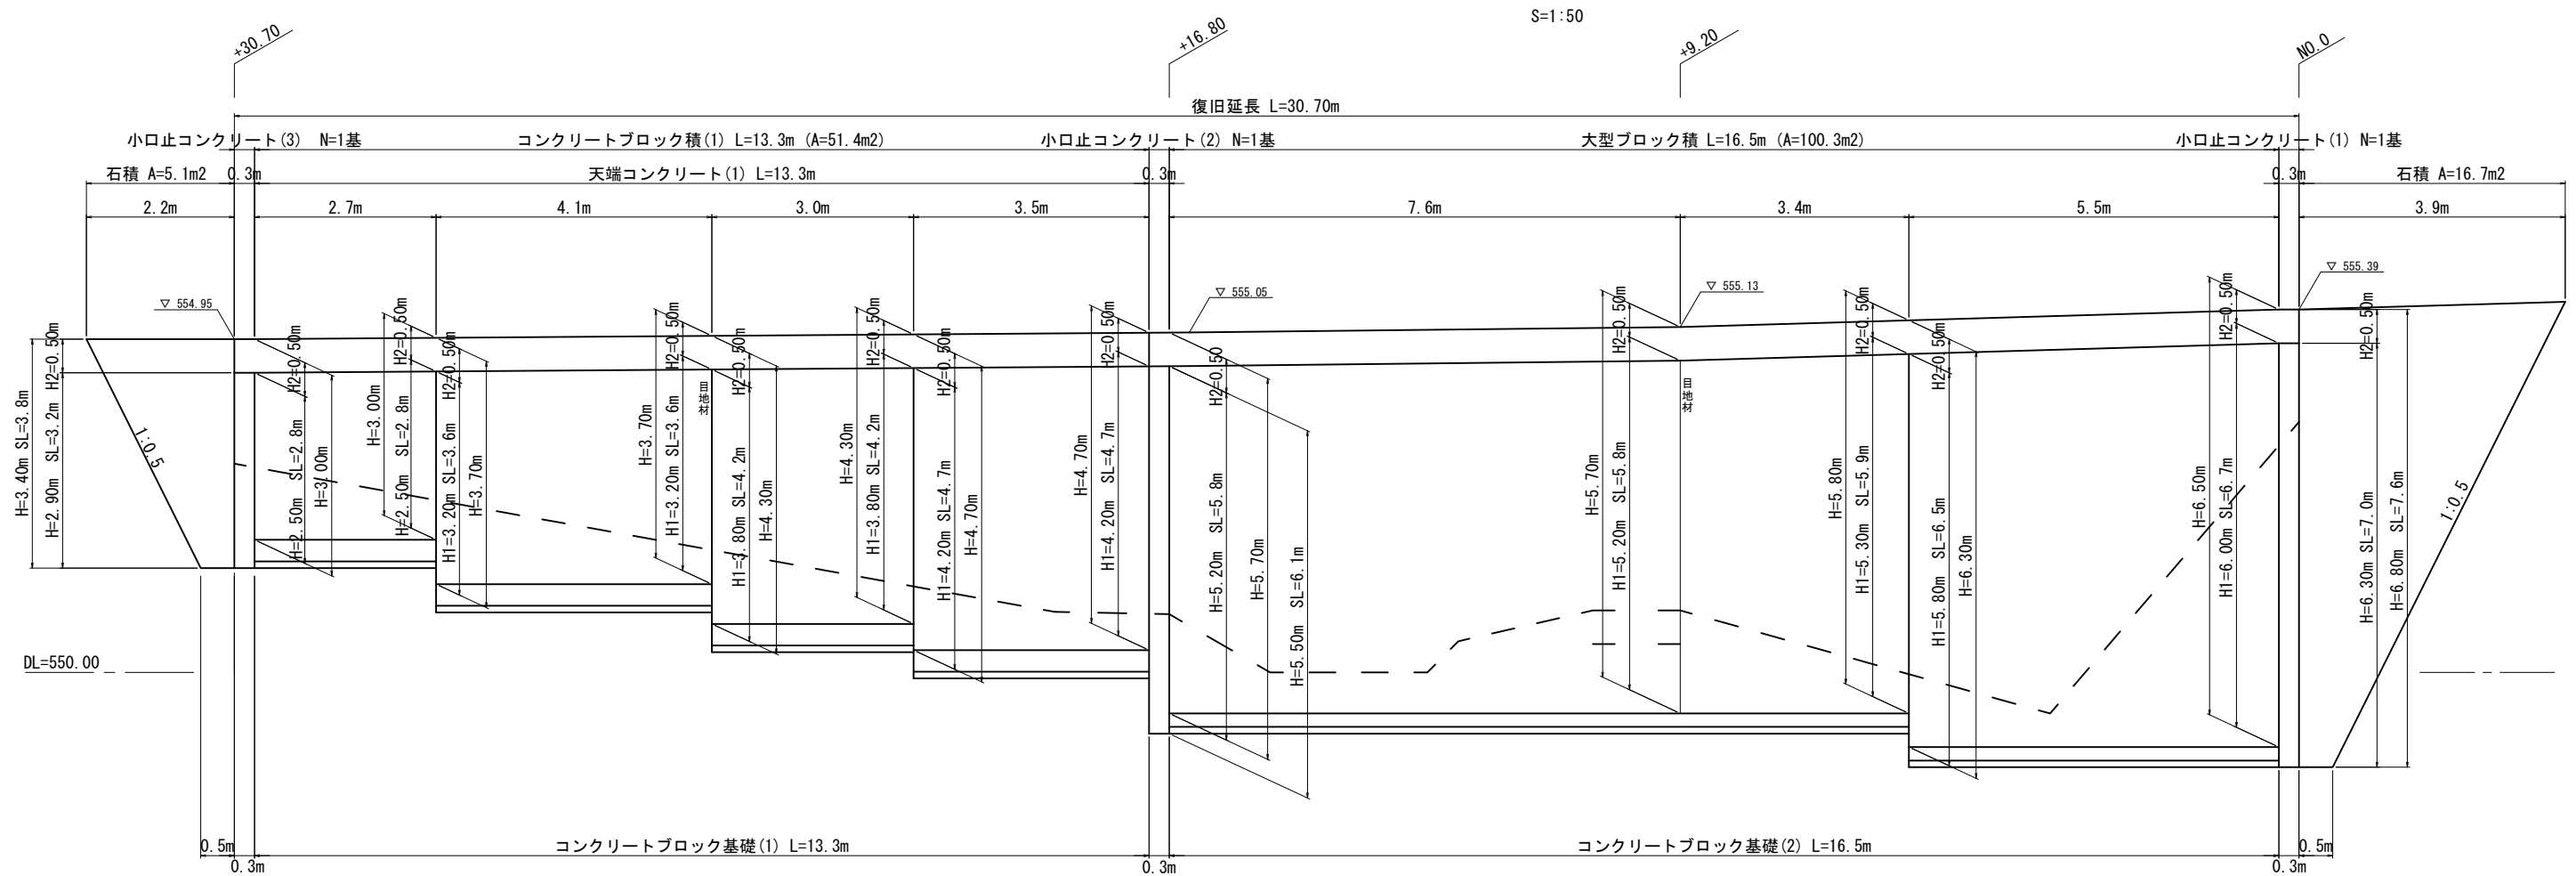 S=1:50
+30.70
+16.80
+9.20
NO.0
復旧延長 L=30.70m
小口止コンクリート(3) N=1基
コンクリートブロック積(1) L=13.3m (A=51.4m2)
小口止コンクリート(2) N=1基
大型ブロック積 L=16.5m (A=100.3m2)
小口止コンクリート(1) N=1基
石積 A=5.1m2
0.3m
天端コンクリート(1) L=13.3m
0.3m
0.3m
石積 A=16.7m2
2.2m
2.7m
4.1m
3.0m
3.5m
7.6m
3.4m
5.5m
3.9m
▽ 554.95
▽ 555.05
▽ 555.13
▽ 555.39
H=3.40m SL=3.8m
H2=0.50m
H=2.90m SL=3.2m
1:0.5
H2=0.50m
H=2.50m SL=2.8m
H=3.00m
H=3.00m
H2=0.50m
H=2.50m SL=2.8m
H2=0.50m
H1=3.20m SL=3.6m
H=3.70m
H=3.70m
H2=0.50m
H1=3.20m SL=3.6m
目地材
H2=0.50m
H1=3.80m SL=4.2m
H=4.30m
H=4.30m
H2=0.50m
H1=3.80m SL=4.2m
H2=0.50m
H1=4.20m SL=4.7m
H=4.70m
H=4.70m
H2=0.50m
H1=4.20m SL=4.7m
H2=0.50
H=5.20m SL=5.8m
H=5.70m
H=5.50m SL=6.1m
H=5.70m
H2=0.50m
H1=5.20m SL=5.8m
目地材
H=5.80m
H2=0.50m
H1=5.30m SL=5.9m
H2=0.50m
H1=5.80m SL=6.5m
H=6.30m
H=6.50m
H2=0.50m
H1=6.00m SL=6.7m
H2=0.50m
H=6.30m SL=7.0m
H=6.80m SL=7.6m
1:0.5
DL=550.00
0.5m
コンクリートブロック基礎(1) L=13.3m
コンクリートブロック基礎(2) L=16.5m
0.5m
0.3m
0.3m
0.3m